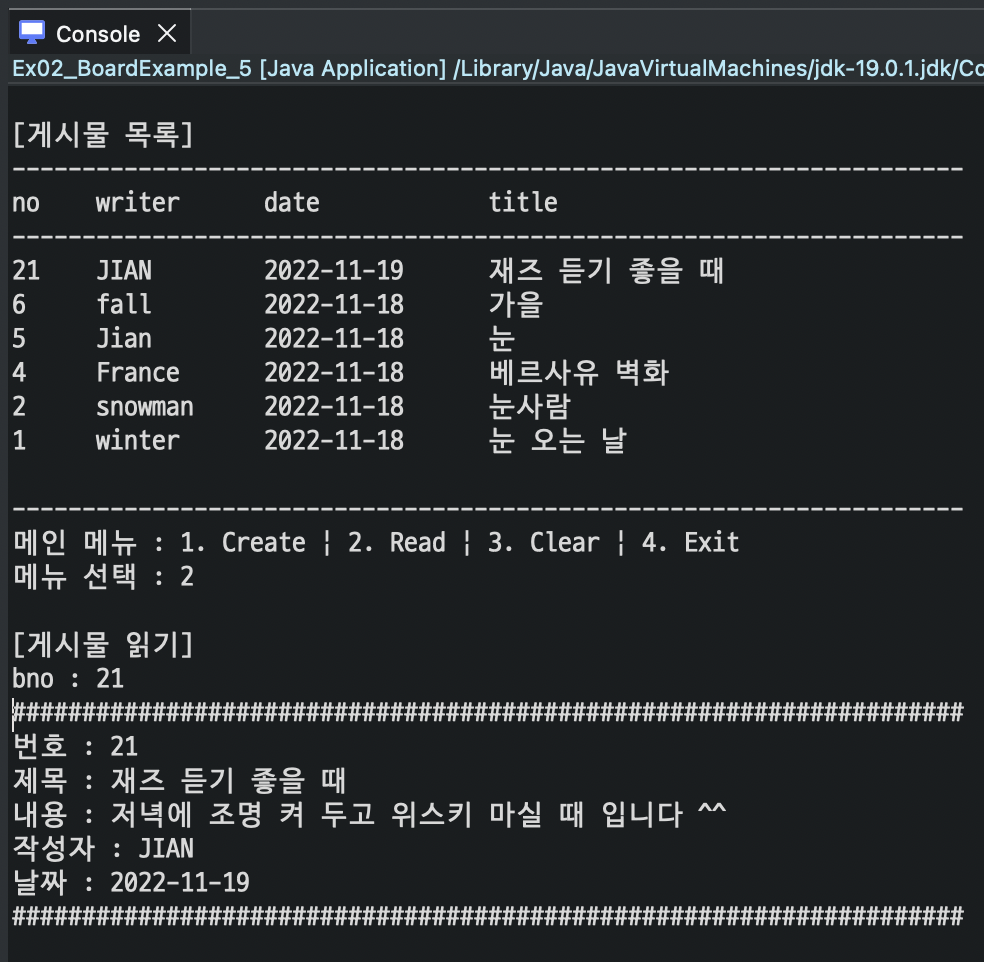 Console
Ex02_BoardExample_5 [Java Application] /Library/Java/JavaVirtualMachines/jdk-19.0.1.jdk/Co
[게시물 목록]
--------------------------------------------------------------------
no writer date title
--------------------------------------------------------------------
21 JIAN 2022-11-19 재즈 듣기 좋을 때
6 fall 2022-11-18 가을
5 Jian 2022-11-18 눈
4 France 2022-11-18 베르사유 벽화
2 snowman 2022-11-18 눈사람
1 winter 2022-11-18 눈 오는 날
--------------------------------------------------------------------
메인 메뉴 : 1. Create ¦ 2. Read ¦ 3. Clear ¦ 4. Exit
메뉴 선택 : 2
[게시물 읽기]
bno : 21
####################################################################
번호 : 21
제목 : 재즈 듣기 좋을 때
내용 : 저녁에 조명 켜 두고 위스키 마실 때 입니다 ^^
작성자 : JIAN
날짜 : 2022-11-19
####################################################################